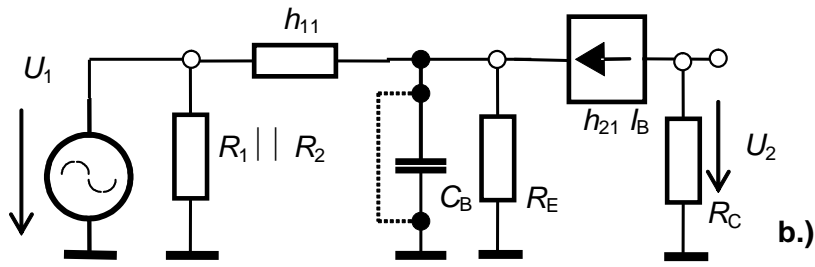 h11
U1
R1 || R2
CB
RE
h21 IB
U2
RC
b.)